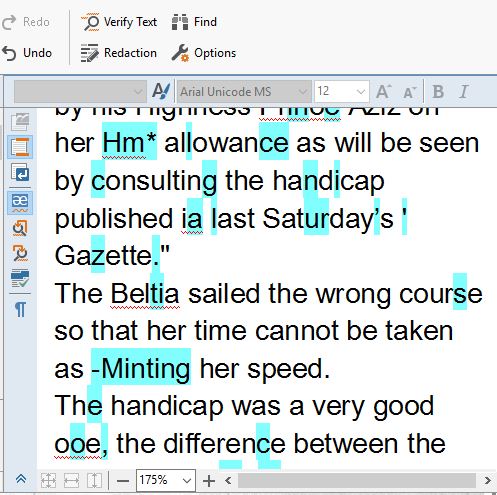 Redo
Verify Text
Find
Undo
Redaction
Options
Arial Unicode MS
12
B
I
by his Highness Prince Aziz on
her Hm* allowance as will be seen
by consulting the handicap
published ia last Saturday's '
Gazette."
The Beltia sailed the wrong course
so that her time cannot be taken
as -Minting her speed.
The handicap was a very good
ooe, the difference between the
175%